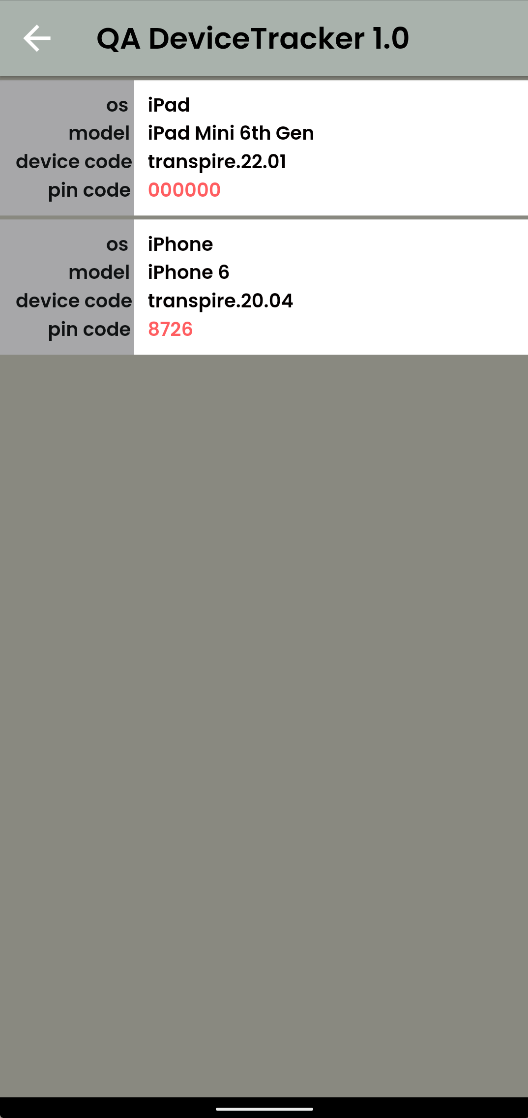 QA DeviceTracker 1.0
os iPad
model iPad Mini 6th Gen
device code transpire.22.01
pin code 000000
os iPhone
model iPhone 6
device code transpire.20.04
pin code 8726